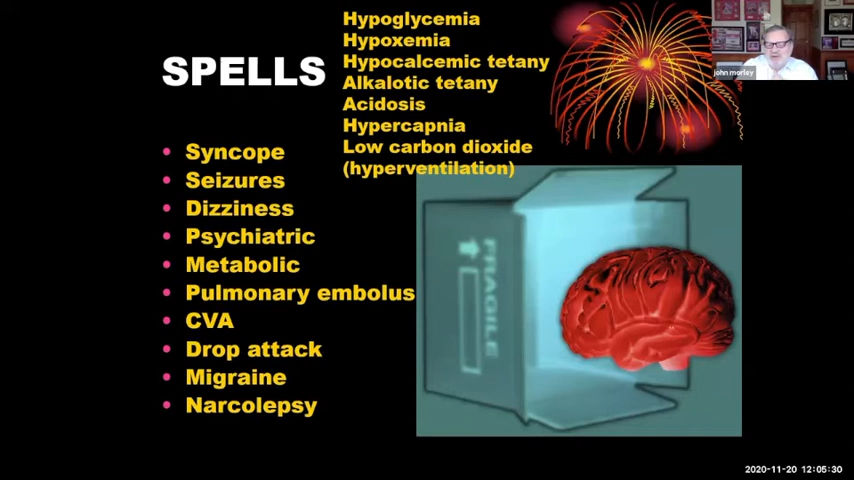 SPELLS
Hypoglycemia
Hypoxemia
Hypocalcemic tetany
Alkalotic tetany
Acidosis
Hypercapnia
Low carbon dioxide
(hyperventilation)
• Syncope
• Seizures
• Dizziness
• Psychiatric
• Metabolic
• Pulmonary embolus
• CVA
• Drop attack
• Migraine
• Narcolepsy
FRAGILE
john morley
2020-11-20 12:05:30